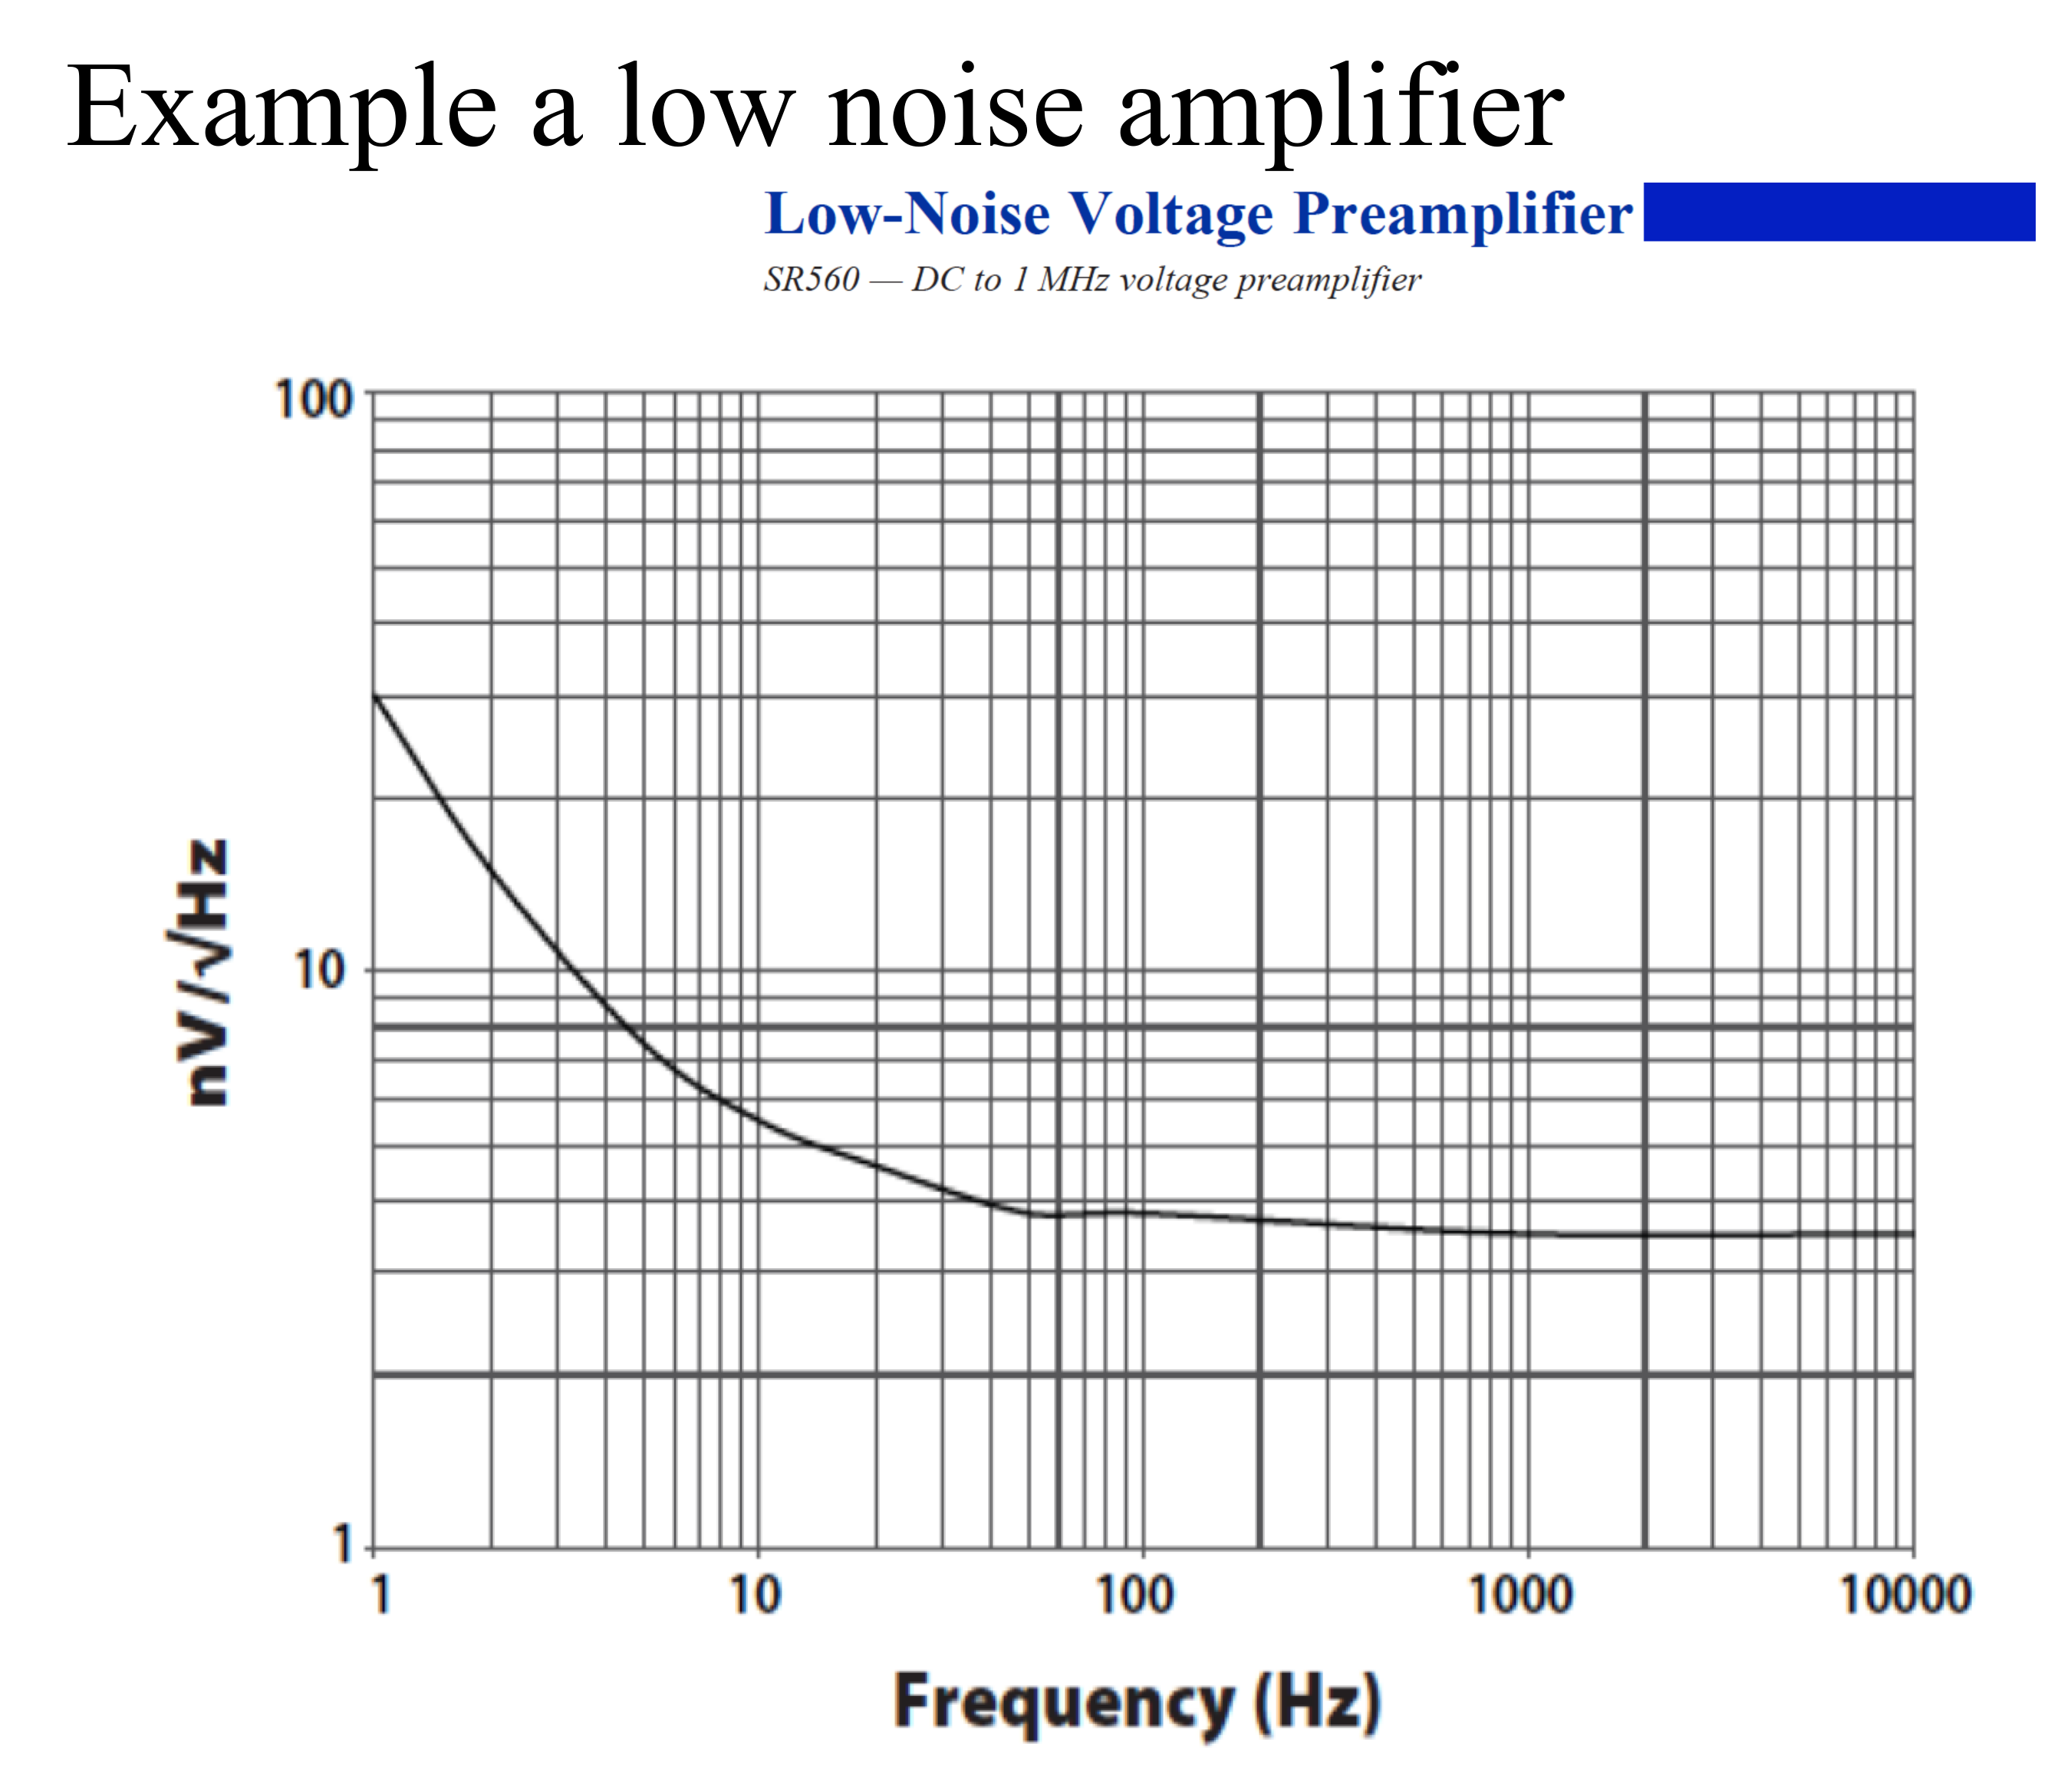 Example a low noise amplifier
Low-Noise Voltage Preamplifier
SR560 — DC to 1 MHz voltage preamplifier
100
10
1
nV/√Hz
1 10 100 1000 10000
Frequency (Hz)